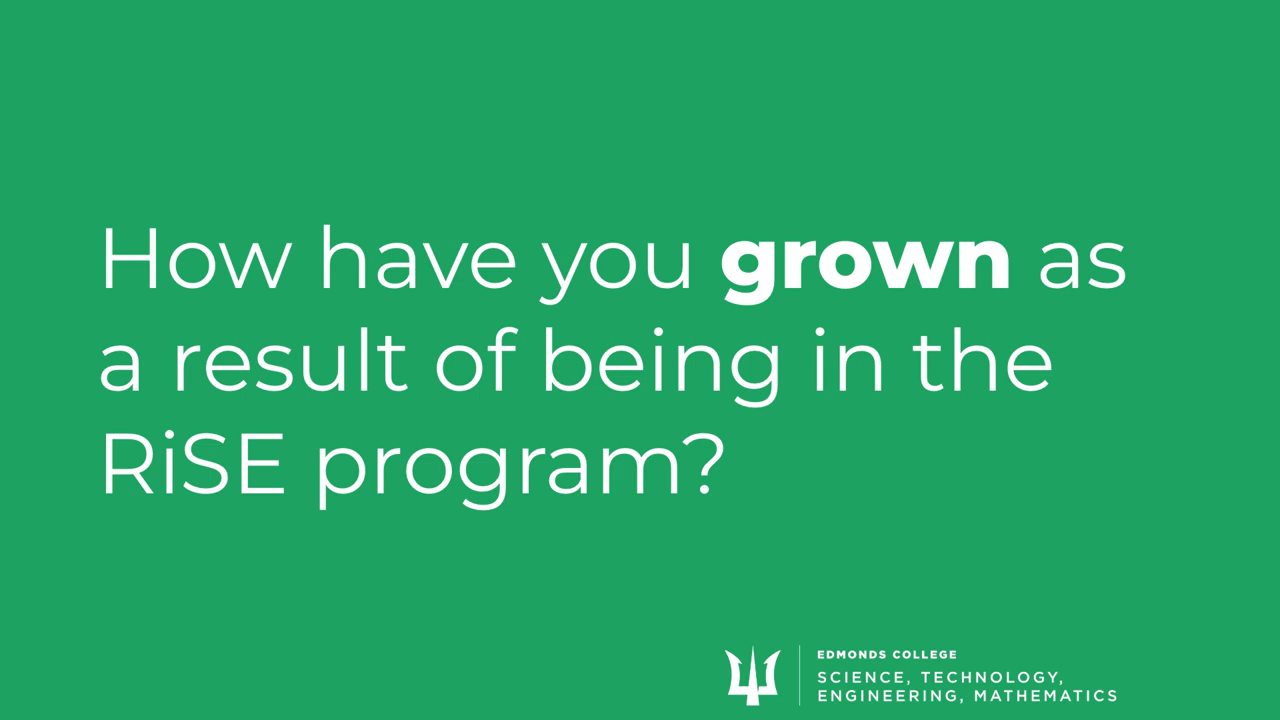 How have you grown as
a result of being in the
RiSE program?
EDMONDS COLLEGE
SCIENCE, TECHNOLOGY,
ENGINEERING, MATHEMATICS